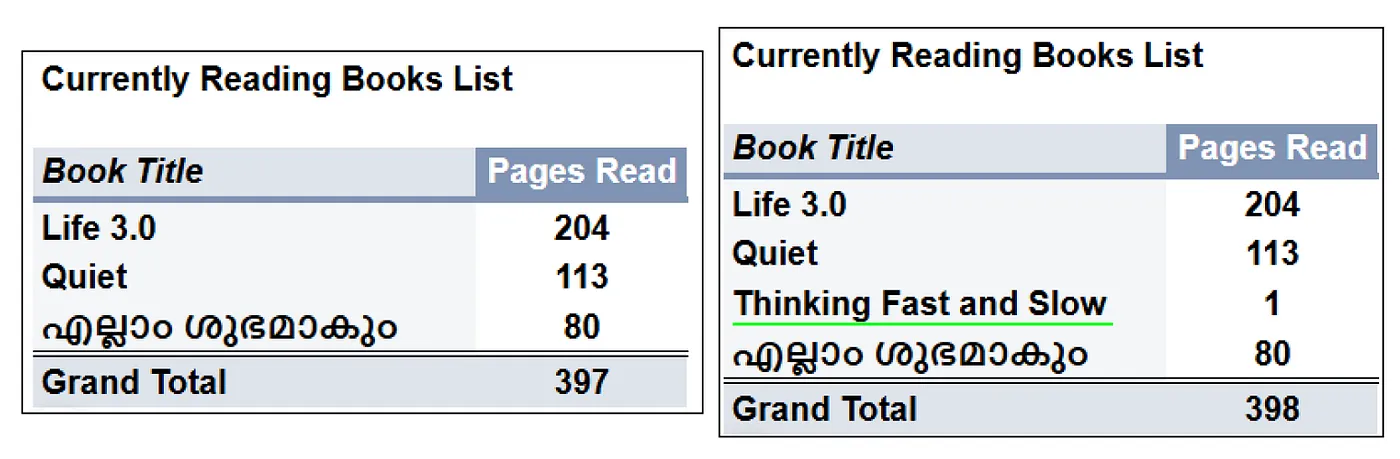 Currently Reading Books List
Book Title Pages Read
Life 3.0 204
Quiet 113
എല്ലാം ശുഭമാകും 80
Grand Total 397
Currently Reading Books List
Book Title Pages Read
Life 3.0 204
Quiet 113
Thinking Fast and Slow 1
എല്ലാം ശുഭമാകും 80
Grand Total 398